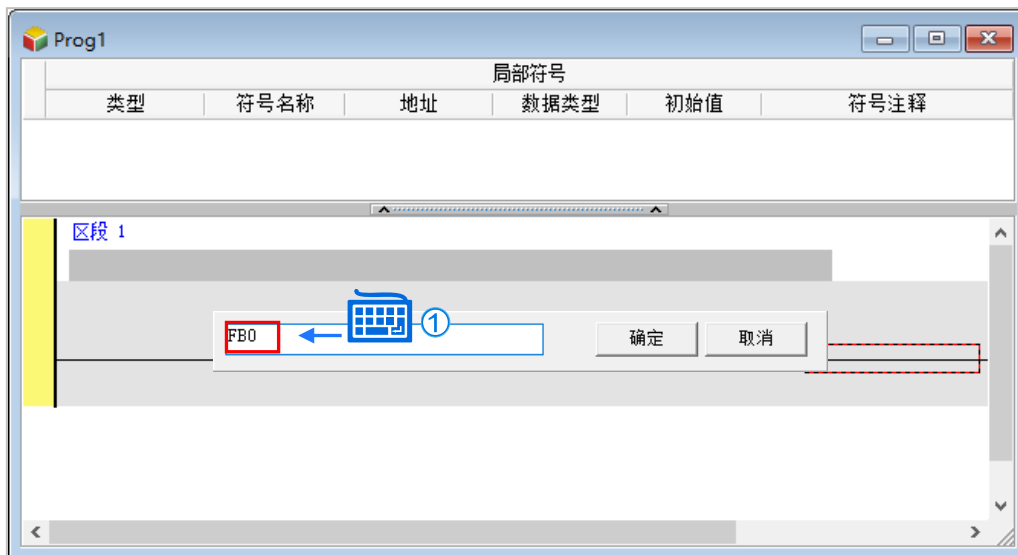 Prog1
局部符号
类型 符号名称 地址 数据类型 初始值 符号注释
区段 1
FB0 ① 确定 取消